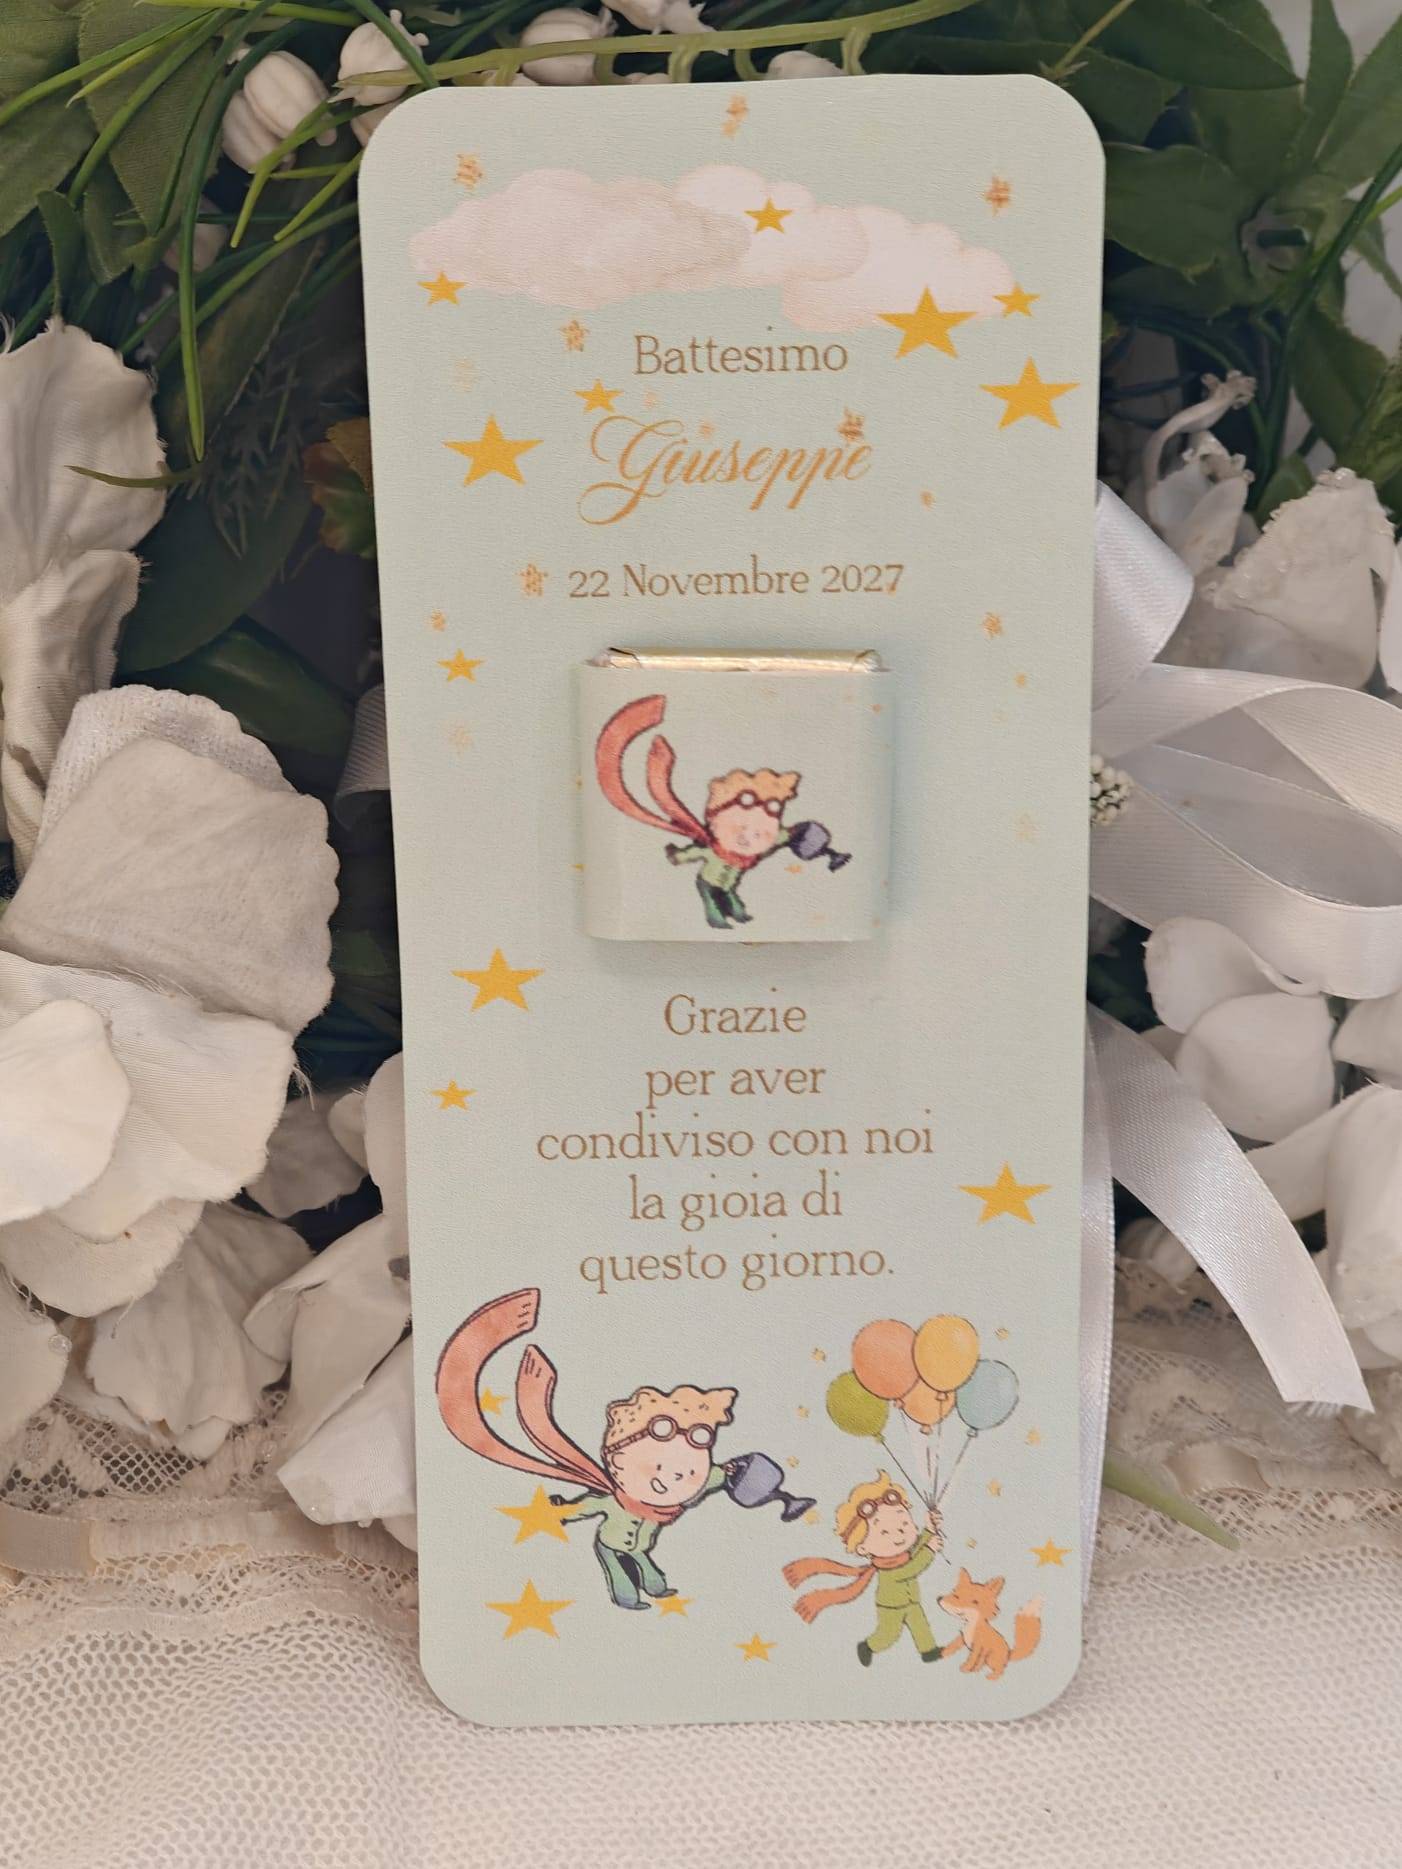 Battesimo
Giuseppe
22 Novembre 2027
Grazie
per aver
condiviso con noi
la gioia di
questo giorno.